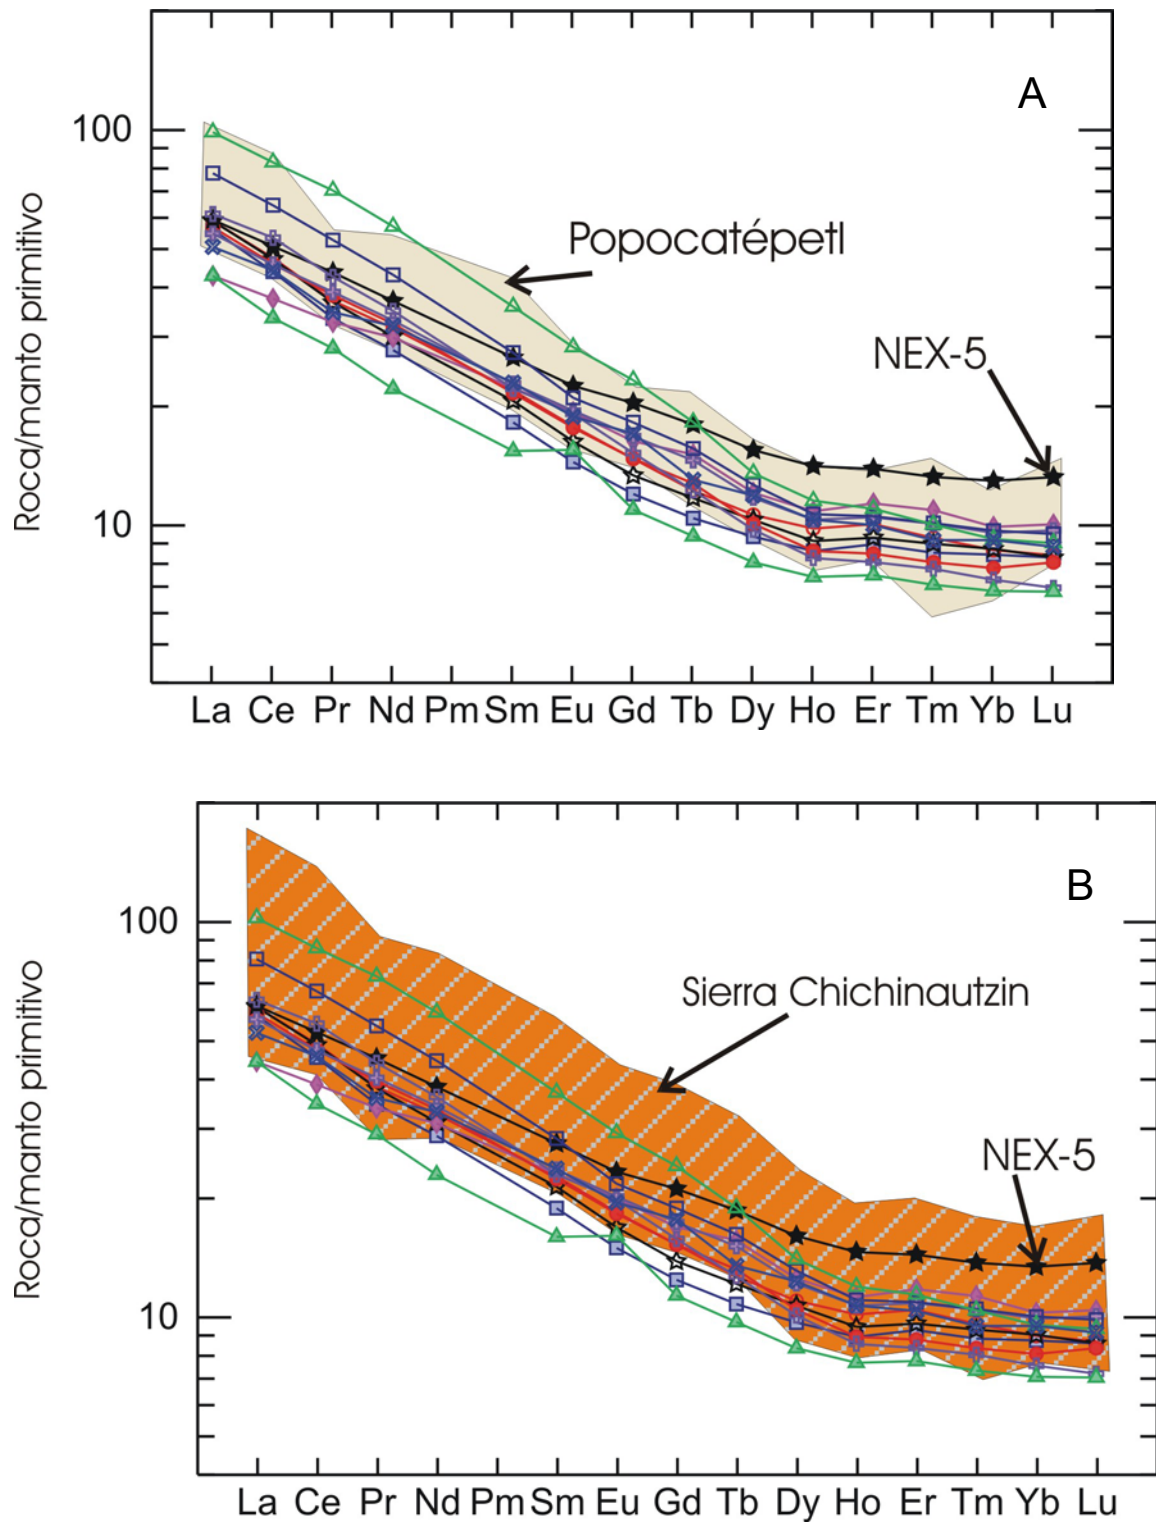 A
100
Popocatépetl
NEX-5
10
Roca/manto primitivo
La Ce Pr Nd Pm Sm Eu Gd Tb Dy Ho Er Tm Yb Lu
B
100
Sierra Chichinautzin
NEX-5
10
Roca/manto primitivo
La Ce Pr Nd Pm Sm Eu Gd Tb Dy Ho Er Tm Yb Lu